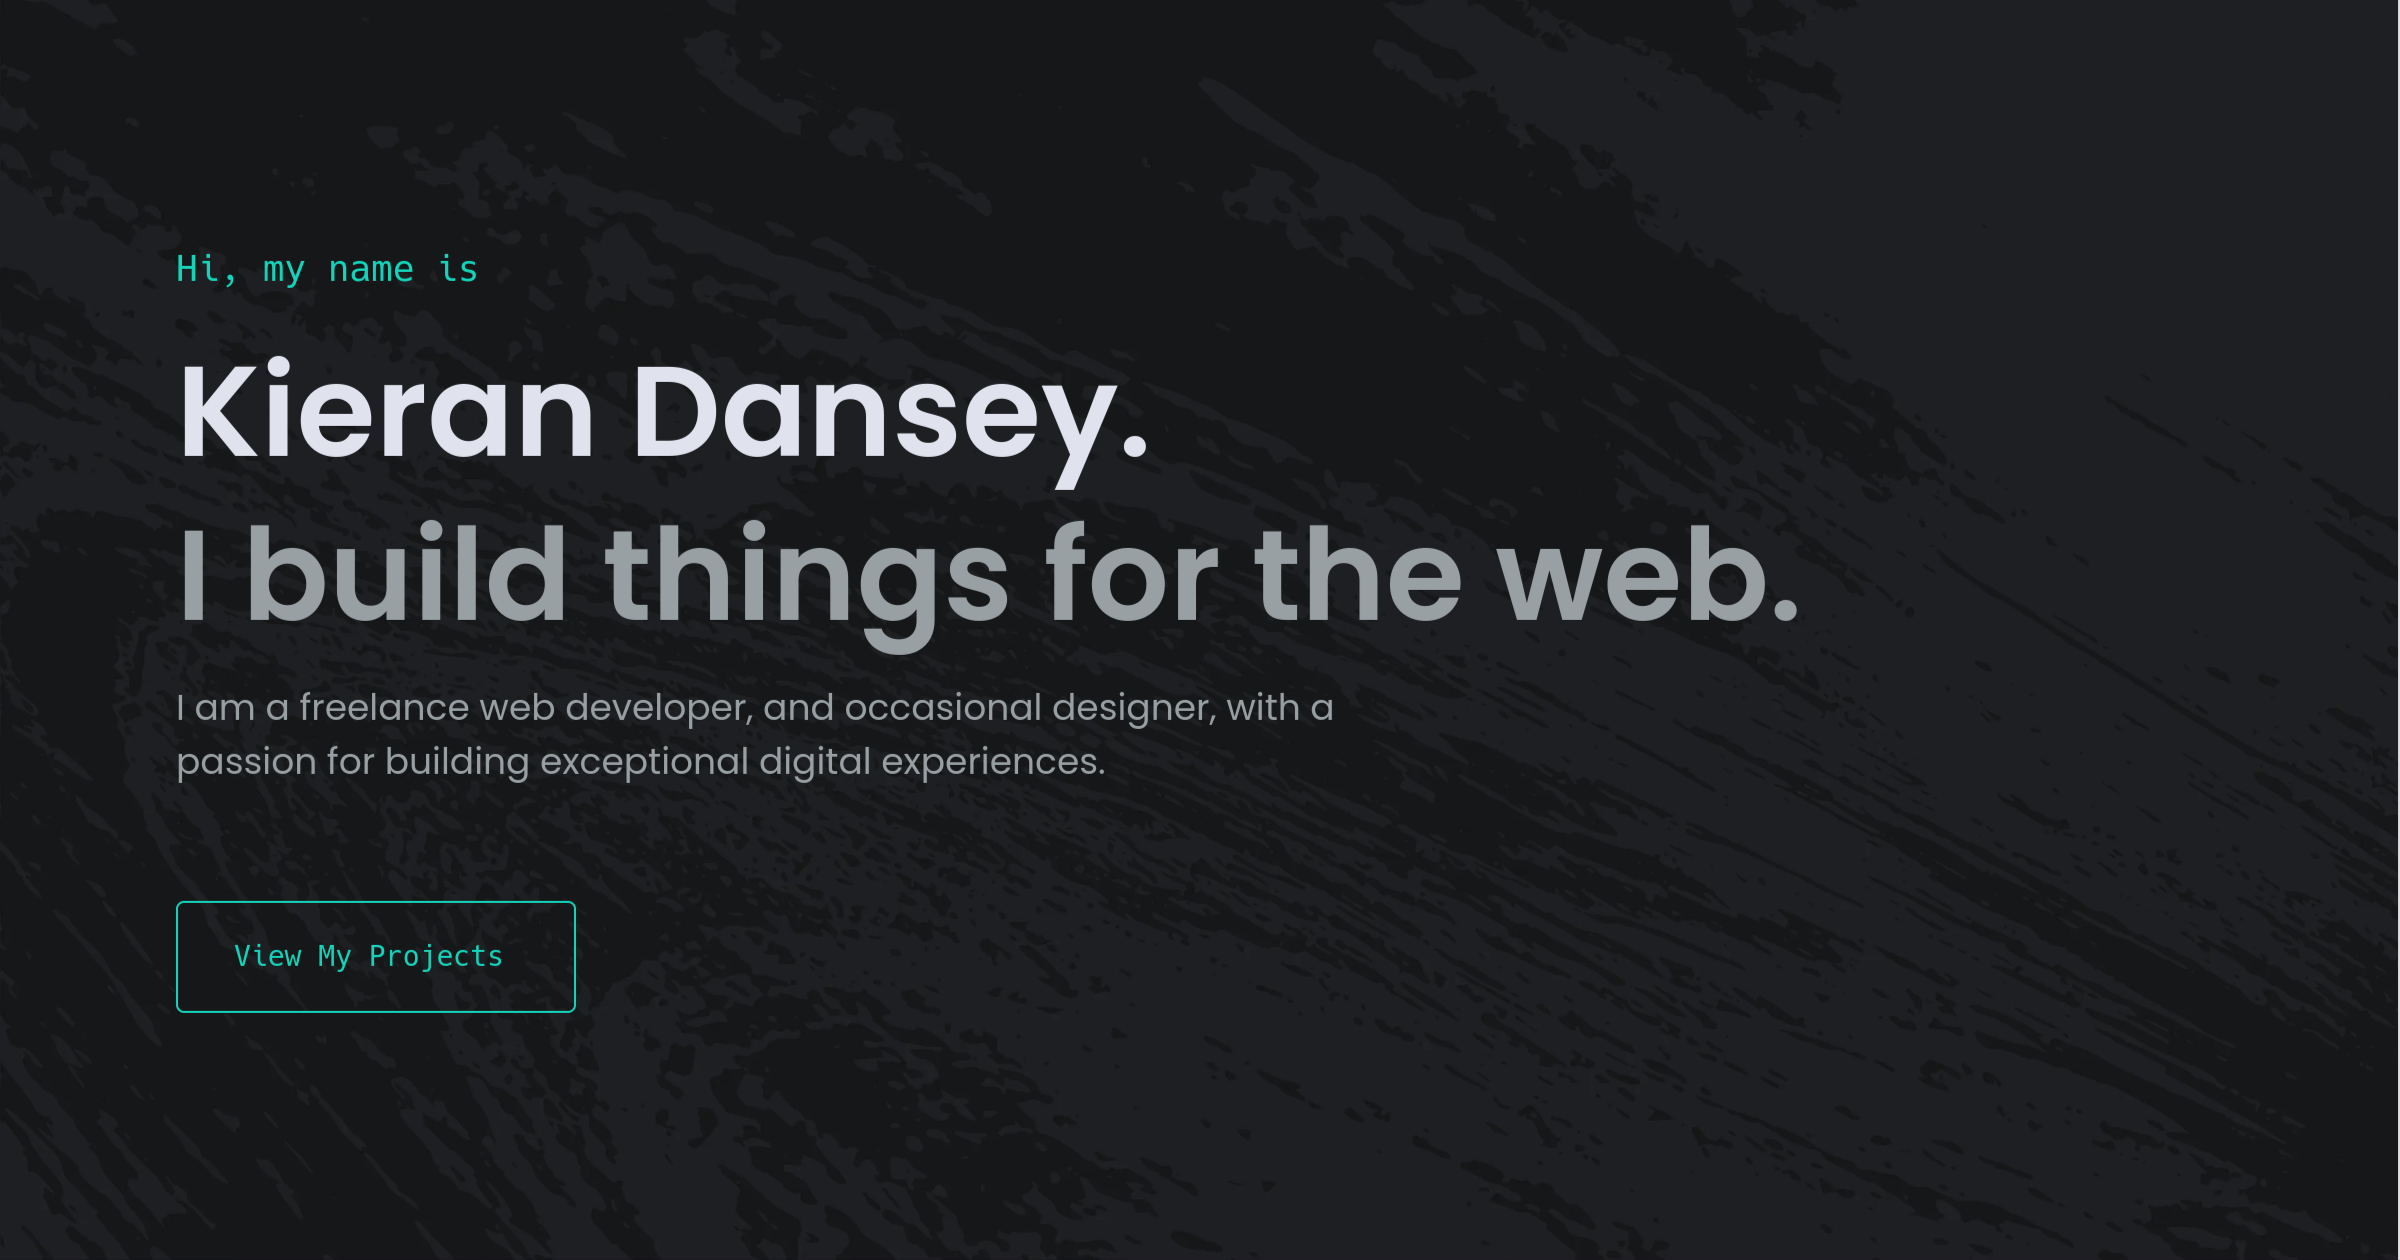 Hi, my name is
Kieran Dansey.
I build things for the web.
I am a freelance web developer, and occasional designer, with a
passion for building exceptional digital experiences.
View My Projects